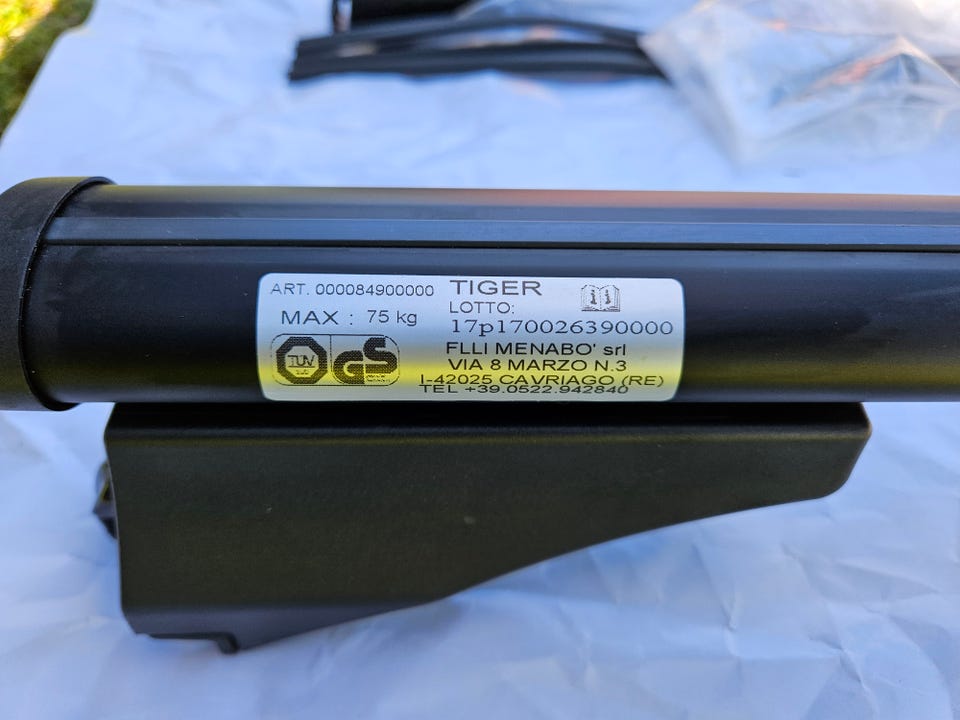 ART. 000084900000
MAX : 75 kg
TÜV
GS
TIGER
LOTTO:
17p170026390000
FLLI MENABO' srl
VIA 8 MARZO N.3
I-42025 CAVRIAGO (RE)
TEL +39.0522.942840